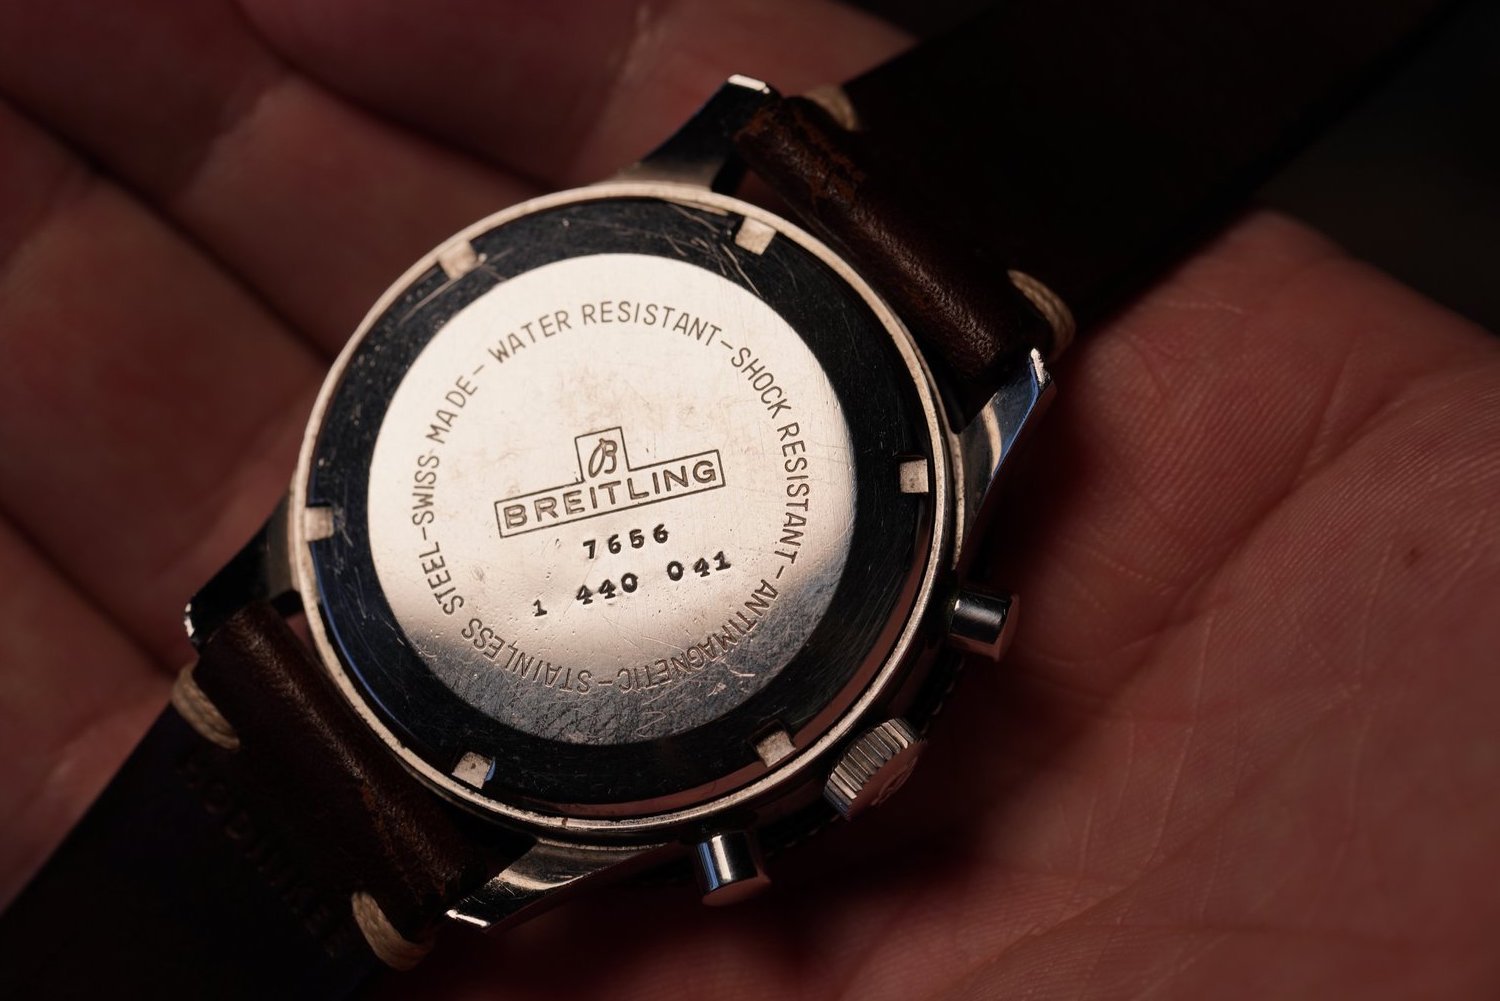 WATER RESISTANT-SHOCK RESISTANT-ANTIMAGNETIC-STAINLESS STEEL-SWISS MADE-
B
BREITLING
7656
1 440 041